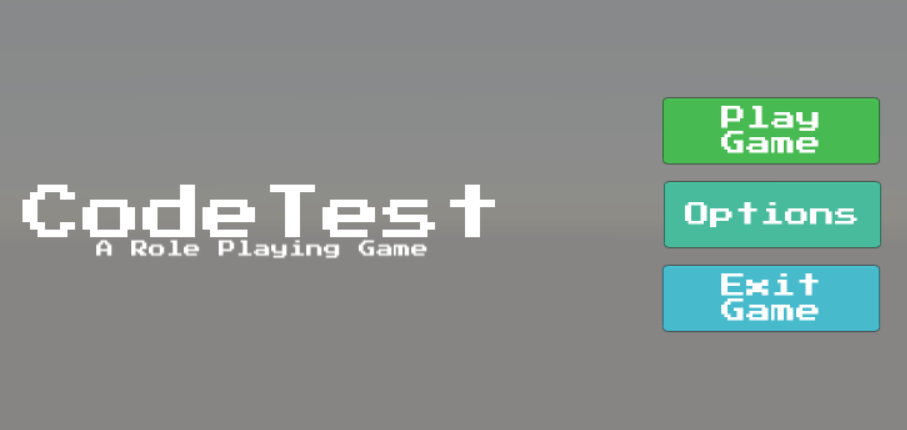 CodeTest
A Role Playing Game
Play
Game
Options
Exit
Game